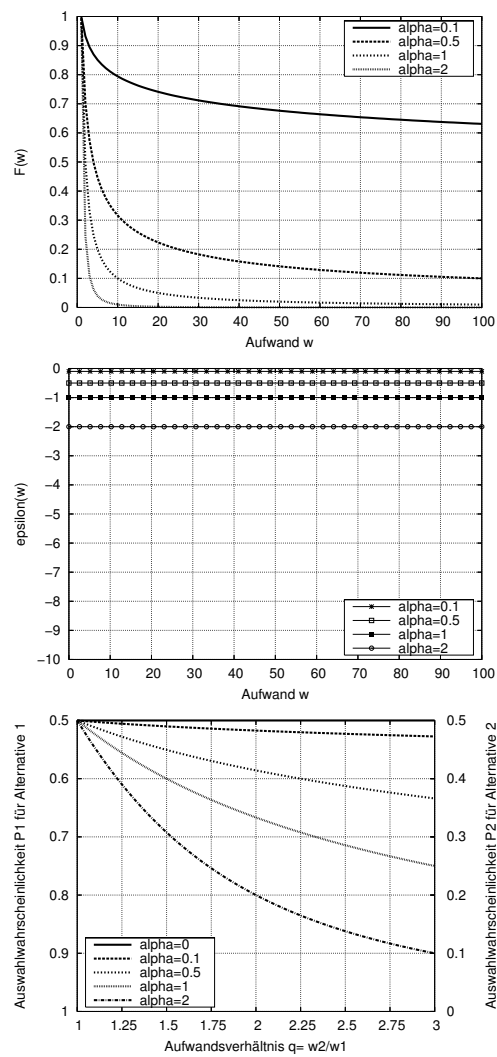 F(w)
1
0.9
0.8
0.7
0.6
0.5
0.4
0.3
0.2
0.1
0
alpha=0.1
alpha=0.5
alpha=1
alpha=2
0 10 20 30 40 50 60 70 80 90 100
Aufwand w
epsilon(w)
0
−1
−2
−3
−4
−5
−6
−7
−8
−9
−10
alpha=0.1
alpha=0.5
alpha=1
alpha=2
0 10 20 30 40 50 60 70 80 90 100
Aufwand w
Auswahlwahrscheinlichkeit P1 für Alternative 1
0.5
0.6
0.7
0.8
0.9
1
alpha=0
alpha=0.1
alpha=0.5
alpha=1
alpha=2
0.5
0.4
0.3
0.2
0.1
0
Auswahlwahrscheinlichkeit P2 für Alternative 2
1 1.25 1.5 1.75 2 2.25 2.5 2.75 3
Aufwandsverhältnis q= w2/w1